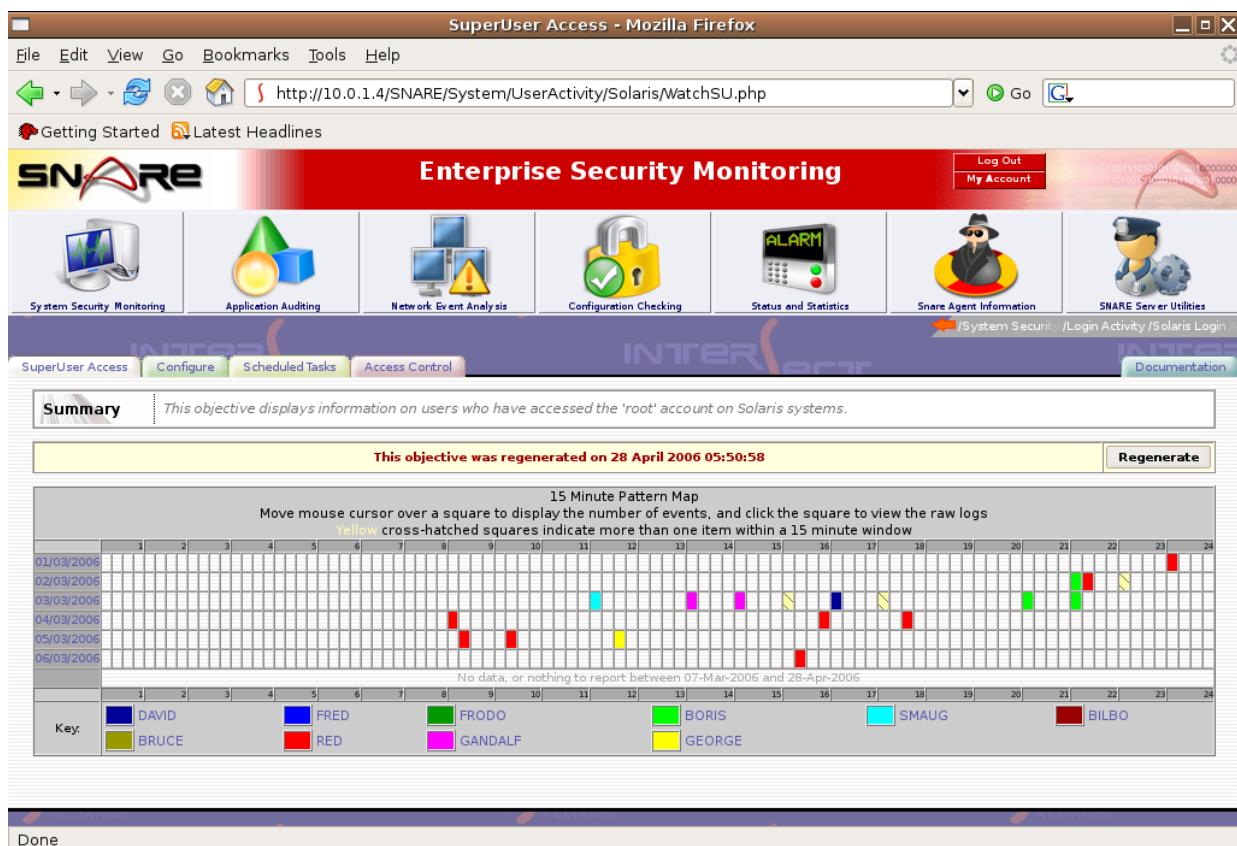 SuperUser Access - Mozilla Firefox
File Edit View Go Bookmarks Tools Help
http://10.0.1.4/SNARE/System/UserActivity/Solaris/WatchSU.php Go G
Getting Started Latest Headlines
SNARE Enterprise Security Monitoring Log Out
My Account
ALARM
System Security Monitoring Application Auditing Network Event Analysis Configuration Checking Status and Statistics Snare Agent Information SNARE Server Utilities
/System Security /Login Activity /Solaris Login
INTERSECT
SuperUser Access Configure Scheduled Tasks Access Control Documentation
Summary This objective displays information on users who have accessed the 'root' account on Solaris systems.
This objective was regenerated on 28 April 2006 05:50:58 Regenerate
15 Minute Pattern Map
Move mouse cursor over a square to display the number of events, and click the square to view the raw logs
Yellow cross-hatched squares indicate more than one item within a 15 minute window
1 2 3 4 5 6 7 8 9 10 11 12 13 14 15 16 17 18 19 20 21 22 23 24
01/03/2006
02/03/2006
03/03/2006
04/03/2006
05/03/2006
06/03/2006
No data, or nothing to report between 07-Mar-2006 and 28-Apr-2006
1 2 3 4 5 6 7 8 9 10 11 12 13 14 15 16 17 18 19 20 21 22 23 24
Key: DAVID FRED FRODO BORIS SMAUG BILBO
BRUCE RED GANDALF GEORGE
ALLIANCE ALLIANCE ALLIANCE
Done